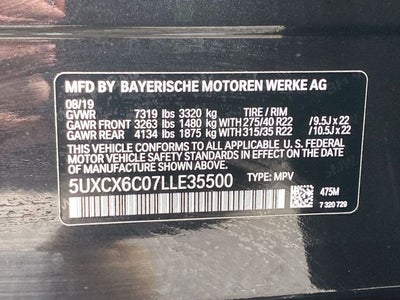 MFD BY BAYERISCHE MOTOREN WERKE AG
08/19
GVWR 7319 lbs 3320 kg TIRE / RIM
GAWR FRONT 3263 lbs 1480 kg WITH 275/40 R22 / 9.5J x 22
GAWR REAR 4134 lbs 1875 kg WITH 315/35 R22 / 10.5J x 22
THIS VEHICLE CONFORMS TO ALL APPLICABLE U. S. FEDERAL
MOTOR VEHICLE SAFETY STANDARDS IN EFFECT ON
THE DATE OF MANUFACTURE SHOWN ABOVE.
5UXCX6C07LLE35500 TYPE: MPV
475M
7 320 729